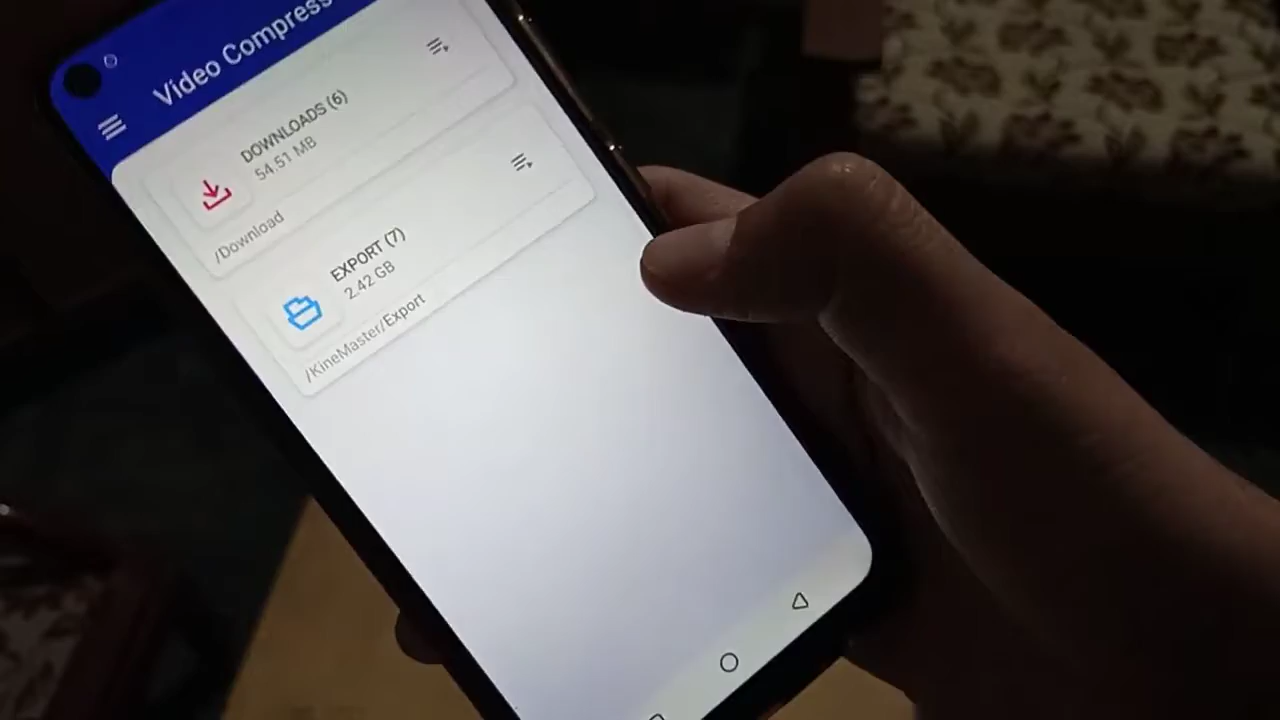 Video Compress
DOWNLOADS (6)
54.51 MB
/Download
EXPORT (7)
2.42 GB
/KineMaster/Export